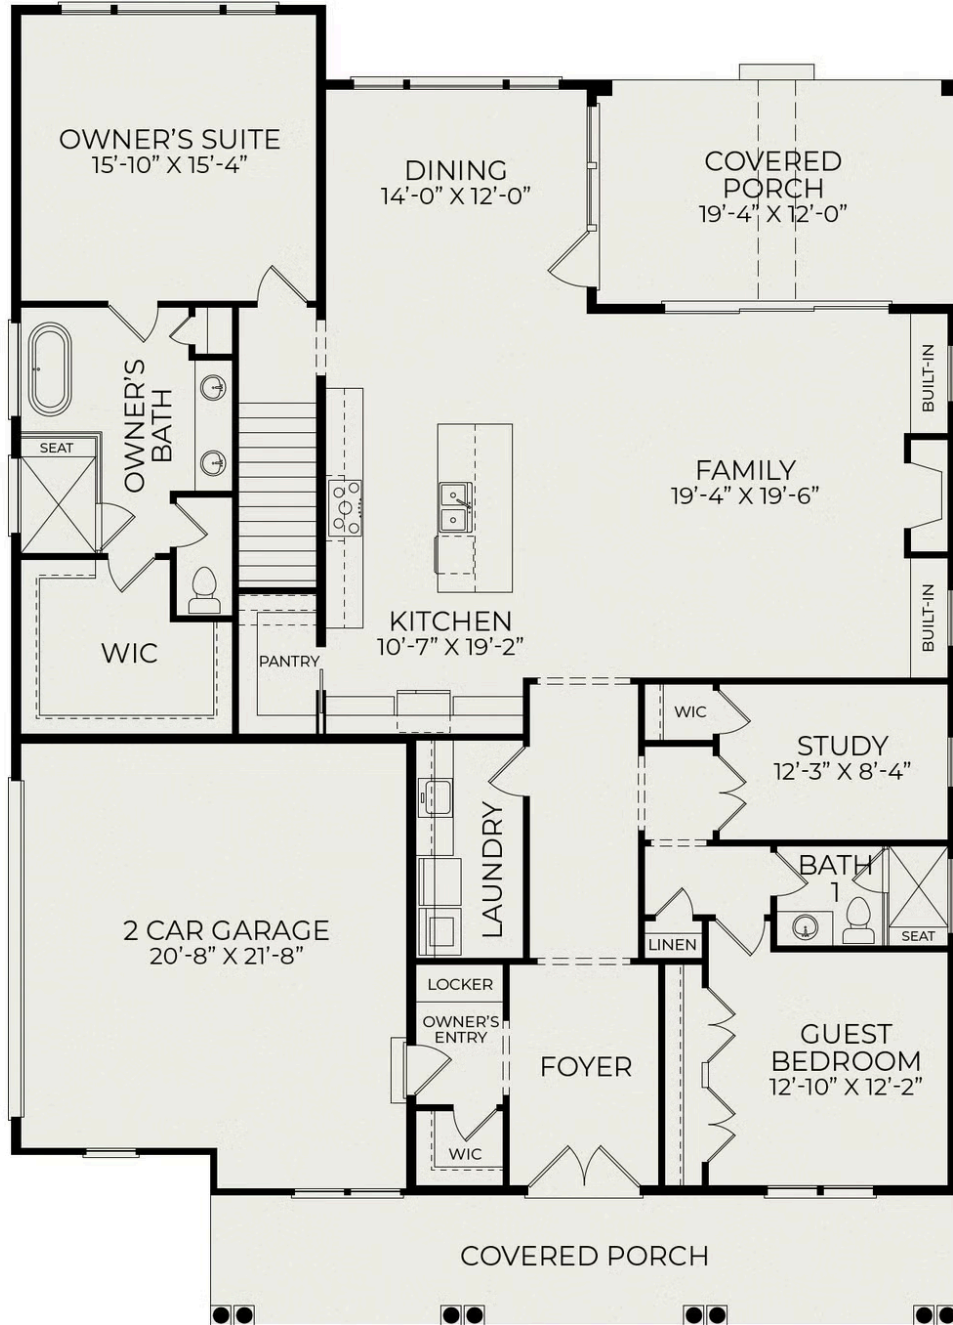 OWNER'S SUITE
15'-10" X 15'-4"
DINING
14'-0" X 12'-0"
COVERED
PORCH
19'-4" X 12'-0"
OWNER'S
BATH
SEAT
BUILT-IN
FAMILY
19'-4" X 19'-6"
BUILT-IN
KITCHEN
10'-7" X 19'-2"
WIC
PANTRY
WIC
STUDY
12'-3" X 8'-4"
LAUNDRY
BATH
1
SEAT
2 CAR GARAGE
20'-8" X 21'-8"
LINEN
LOCKER
OWNER'S
ENTRY
FOYER
GUEST
BEDROOM
12'-10" X 12'-2"
WIC
COVERED PORCH